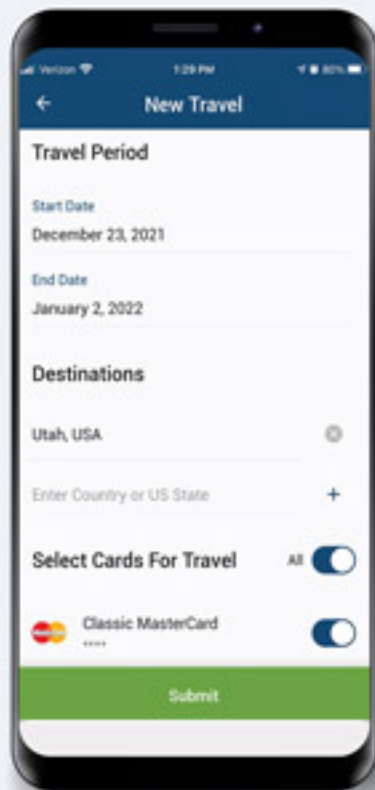 Verizon 1:29 PM 80%
New Travel
Travel Period
Start Date
December 23, 2021
End Date
January 2, 2022
Destinations
Utah, USA
Enter Country or US State +
Select Cards For Travel All
Classic MasterCard
••••
Submit